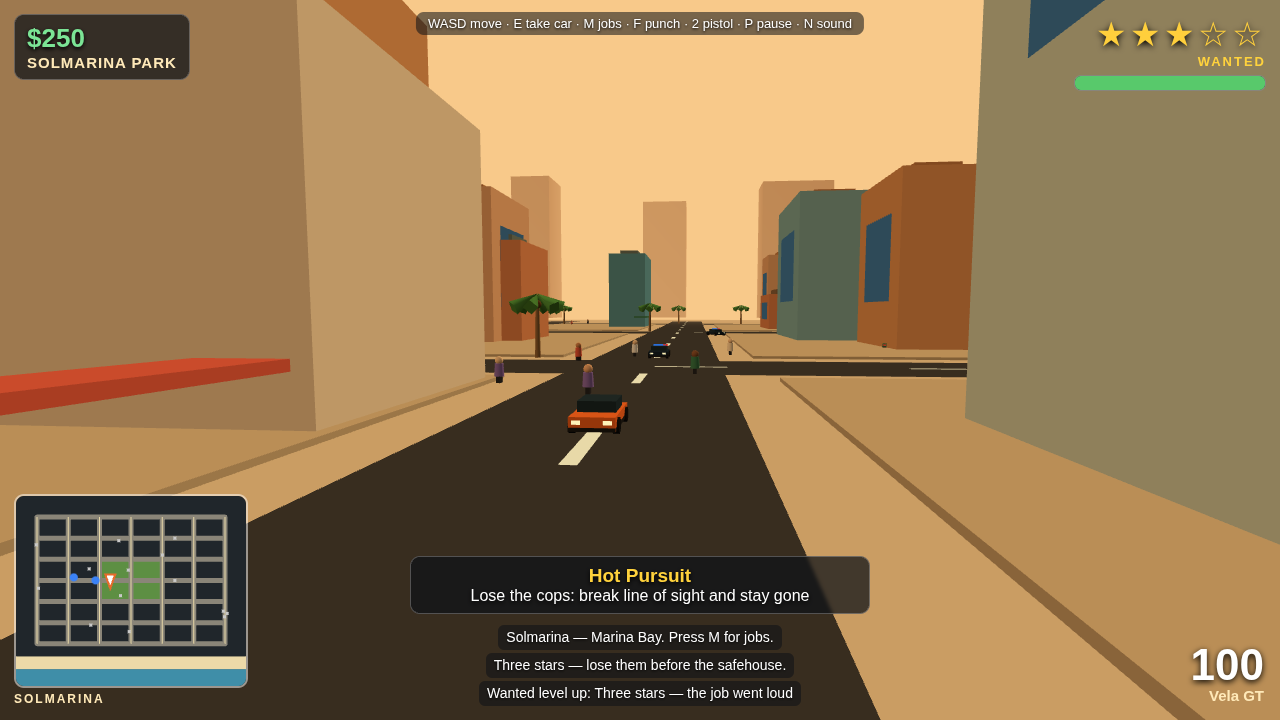 $250
SOLMARINA PARK
WASD move · E take car · M jobs · F punch · 2 pistol · P pause · N sound
WANTED
Hot Pursuit
Lose the cops: break line of sight and stay gone
Solmarina — Marina Bay. Press M for jobs.
Three stars — lose them before the safehouse.
Wanted level up: Three stars — the job went loud
SOLMARINA
100
Vela GT